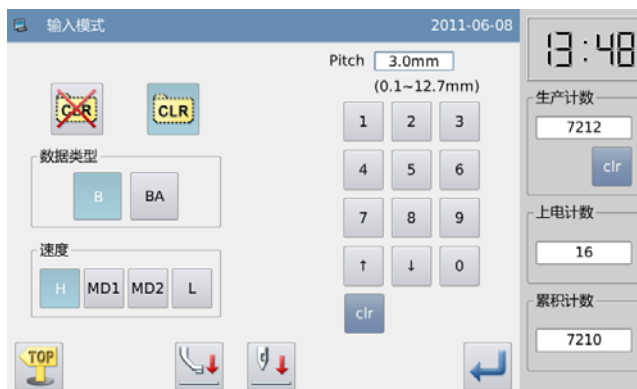 输入模式 2011-06-08
13:48
Pitch 3.0mm
(0.1~12.7mm)
CLR CLR
数据类型
B BA
速度
H MD1 MD2 L
1 2 3
4 5 6
7 8 9
↑ ↓ 0
clr
TOP
生产计数
7212
clr
上电计数
16
累积计数
7210